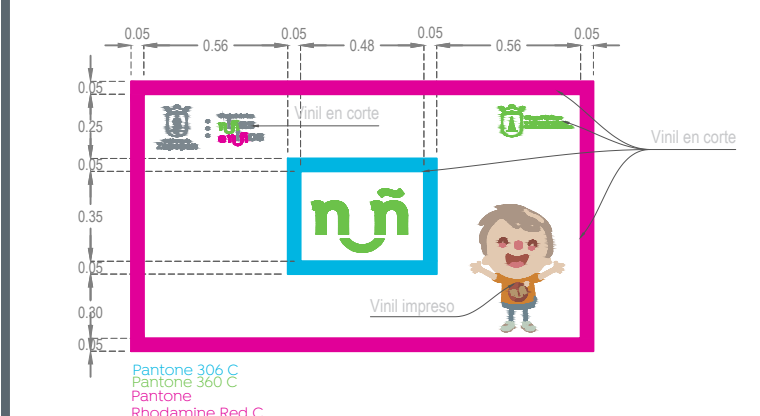 0.05 0.05 0.05 0.05
0.56 0.48 0.56
0.05
0.25
0.05
0.35
0.05
0.30
0.05
Vinil en corte
Vinil en corte
nuñ
Vinil impreso
Pantone 306 C
Pantone 360 C
Pantone
Rhodamine Red C